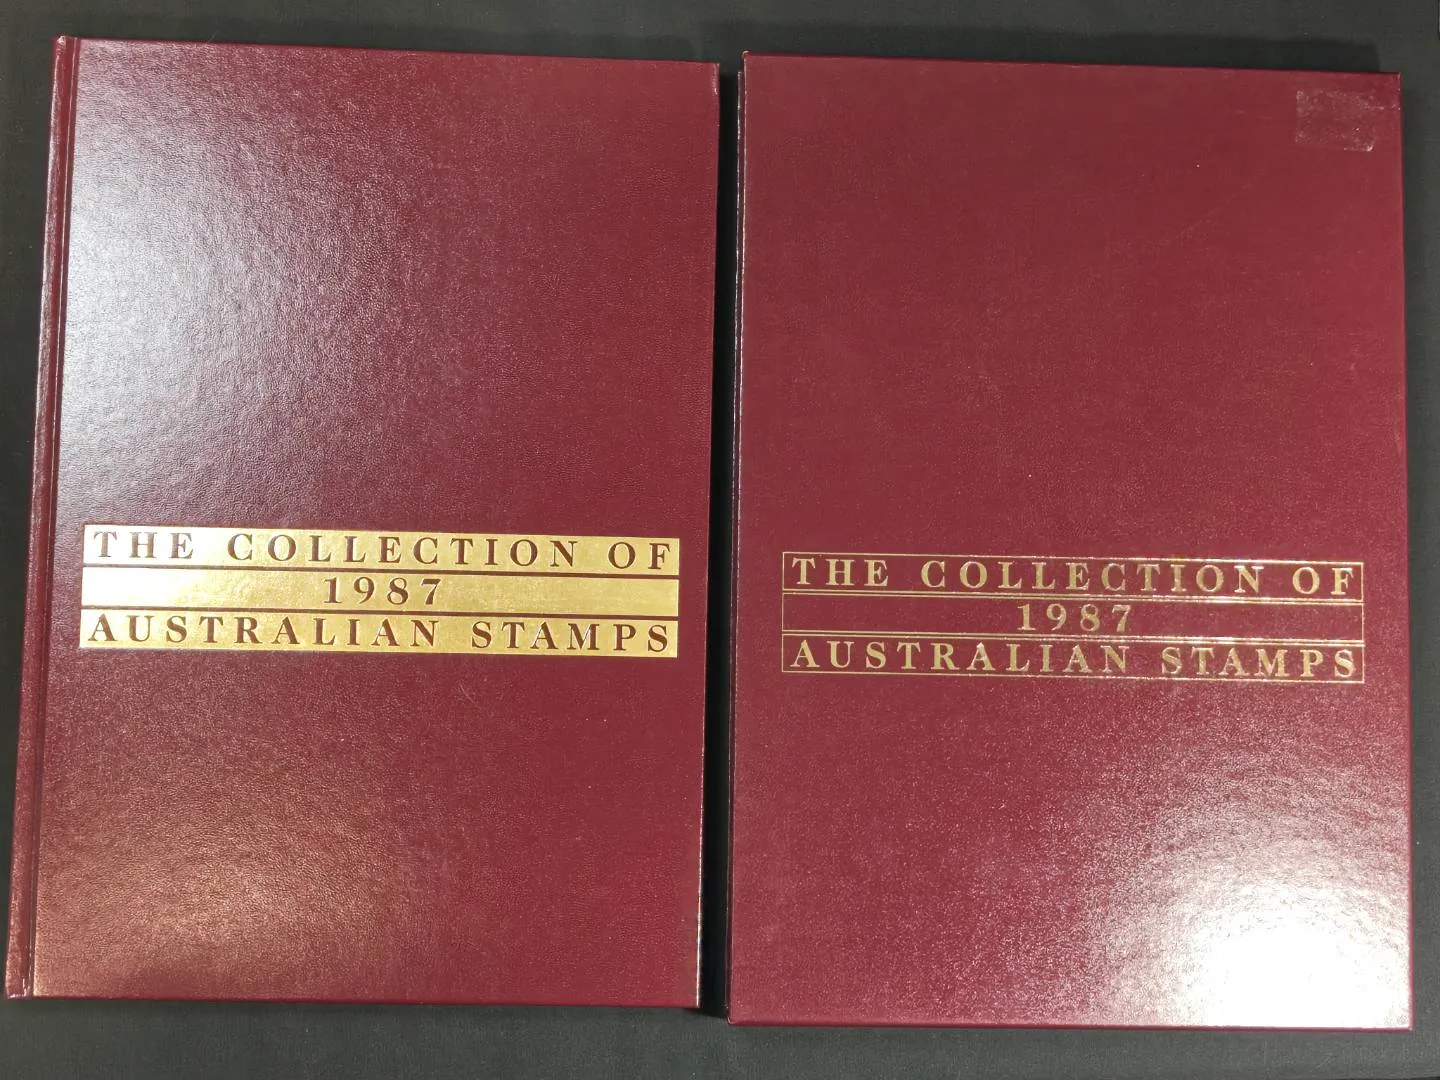 THE COLLECTION OF
1987
AUSTRALIAN STAMPS
THE COLLECTION OF
1987
AUSTRALIAN STAMPS